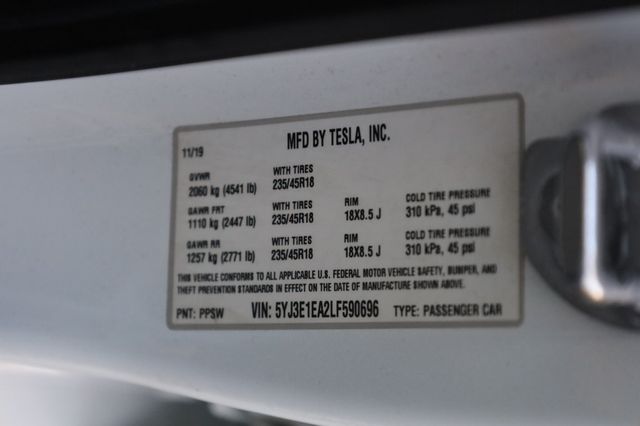 11/19 MFD BY TESLA, INC.
GVWR WITH TIRES
2060 kg (4541 lb) 235/45R18
GAWR FRT WITH TIRES RIM COLD TIRE PRESSURE
1110 kg (2447 lb) 235/45R18 18X8.5 J 310 kPa, 45 psi
GAWR RR WITH TIRES RIM COLD TIRE PRESSURE
1257 kg (2771 lb) 235/45R18 18X8.5 J 310 kPa, 45 psi
THIS VEHICLE CONFORMS TO ALL APPLICABLE U.S. FEDERAL MOTOR VEHICLE SAFETY, BUMPER, AND
THEFT PREVENTION STANDARDS IN EFFECT ON THE DATE OF MANUFACTURE SHOWN ABOVE.
PNT: PPSW VIN: 5YJ3E1EA2LF590696 TYPE: PASSENGER CAR